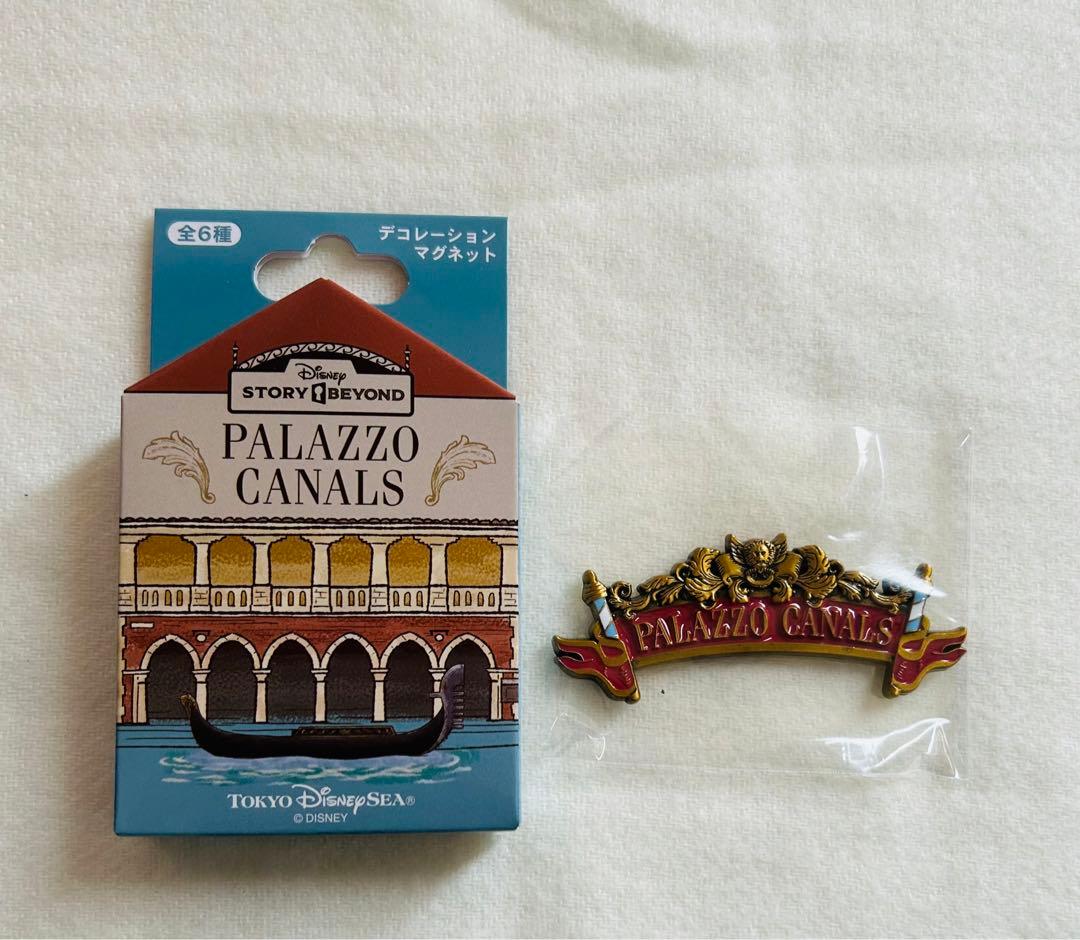 全6種
デコレーション
マグネット
Disney
STORY BEYOND
PALAZZO
CANALS
TOKYO DISNEYSEA®
© DISNEY
PALAZZO CANALS